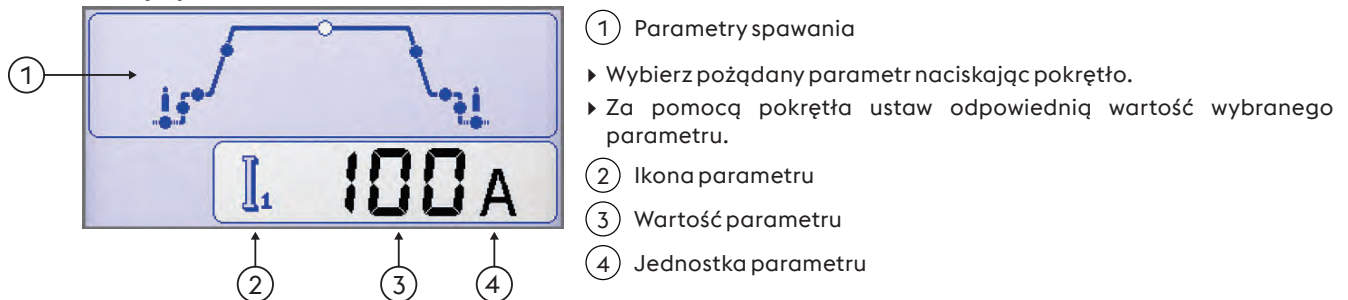 1 Parametry spawania
▸ Wybierz pożądany parametr naciskając pokrętło.
▸ Za pomocą pokrętła ustaw odpowiednią wartość wybranego
parametru.
2 Ikona parametru
3 Wartość parametru
4 Jednostka parametru
1
I1 100 A
2 3 4